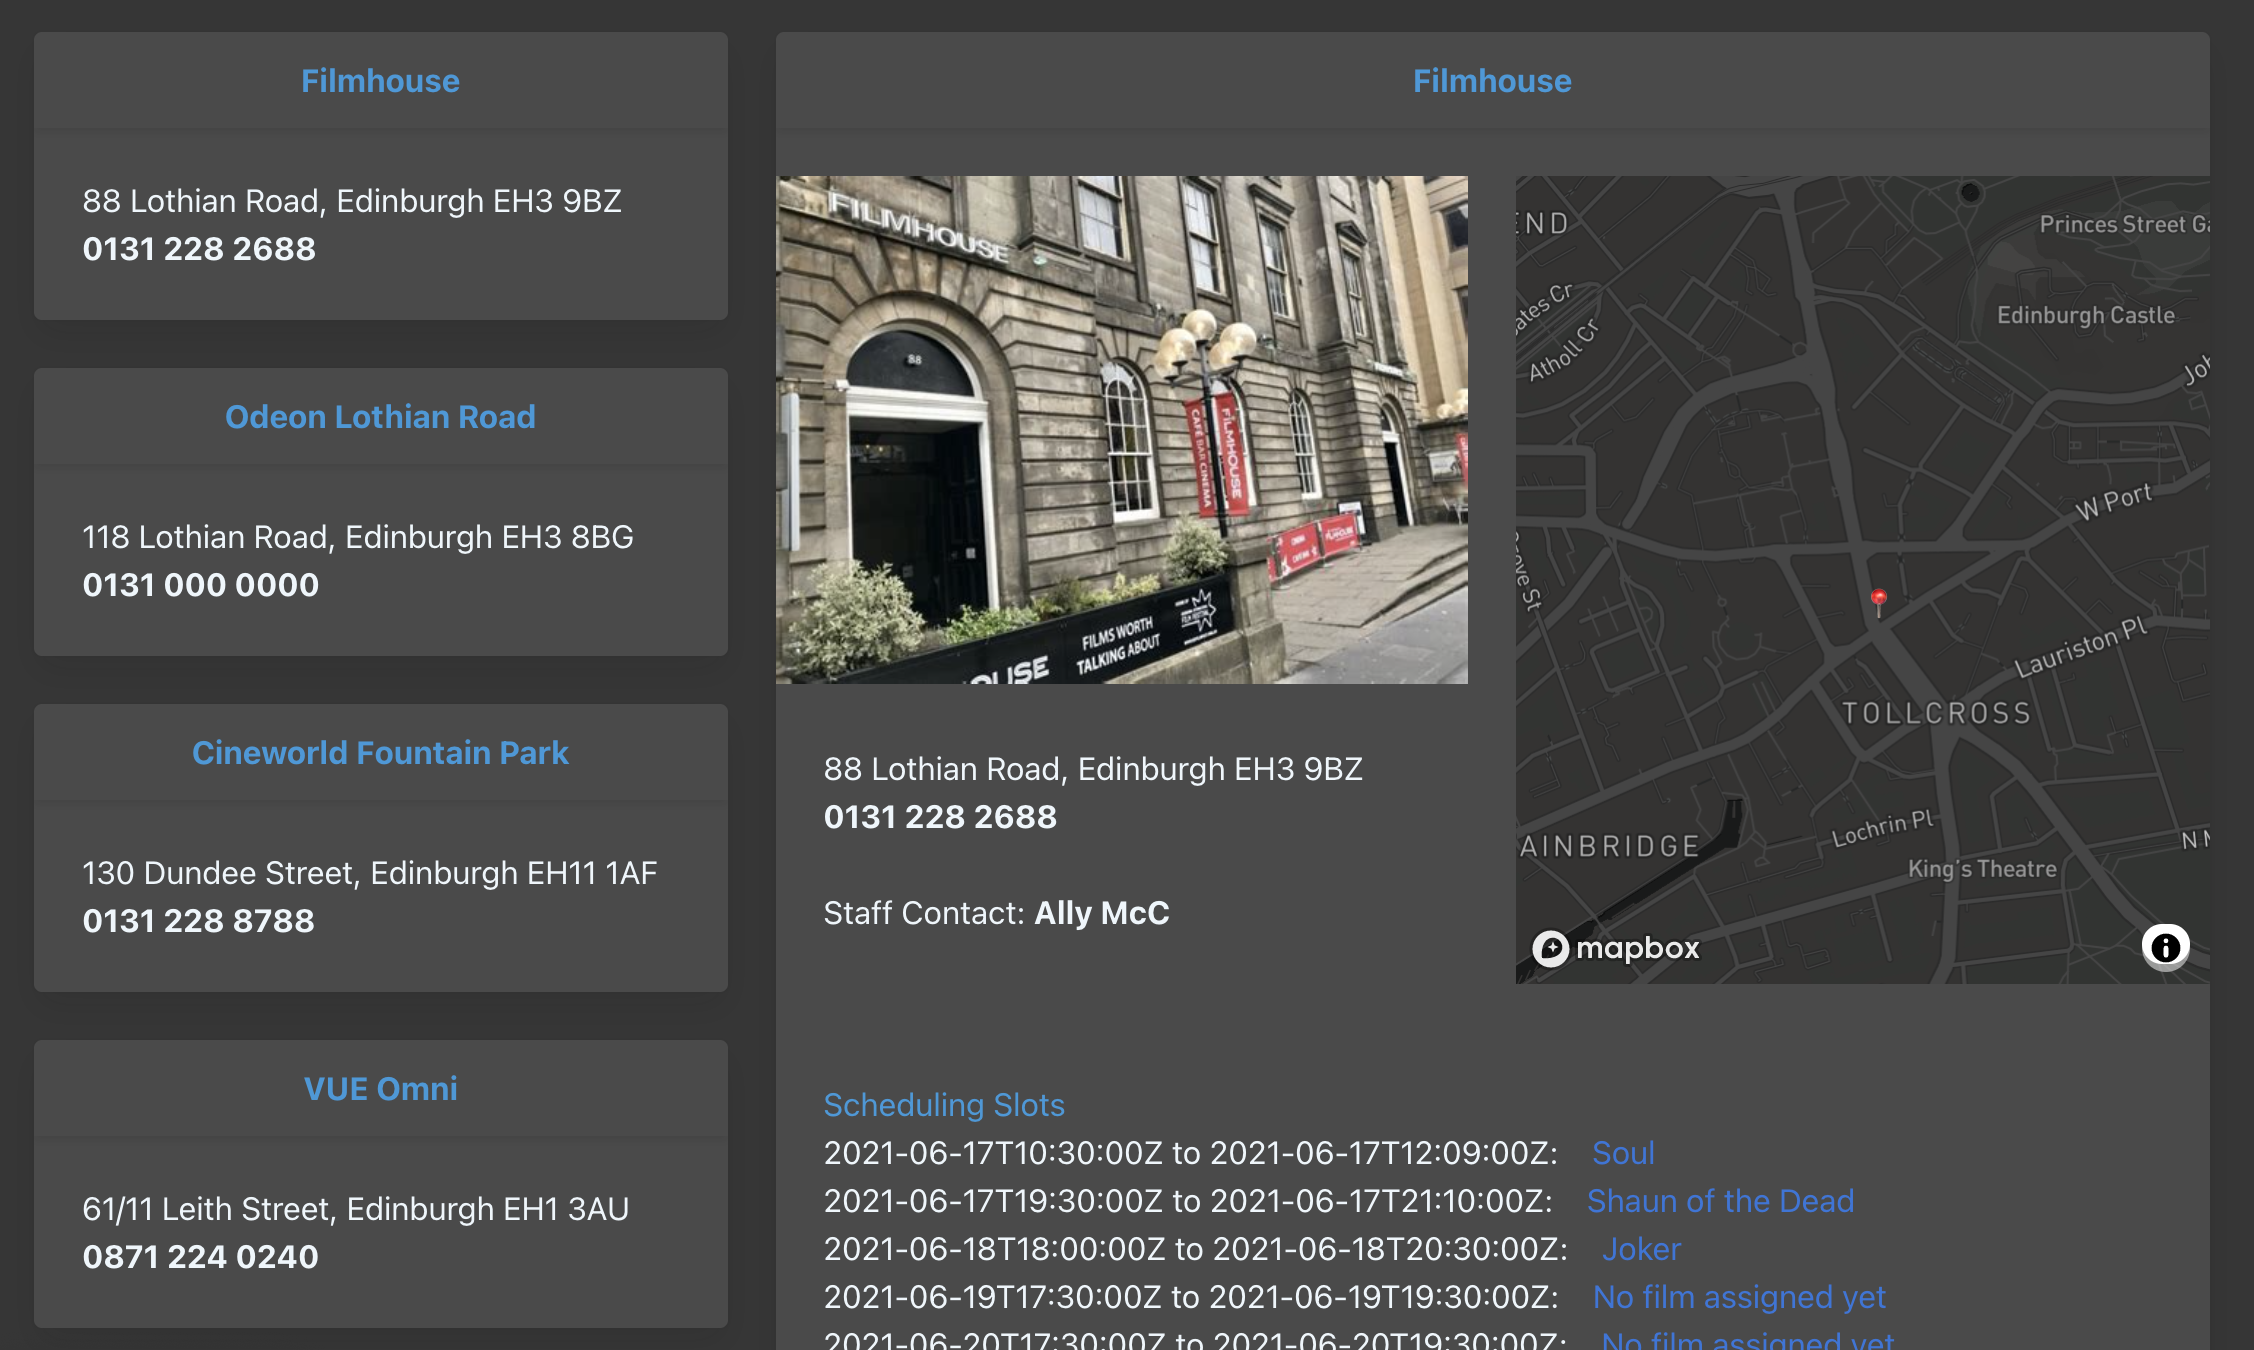 Filmhouse
88 Lothian Road, Edinburgh EH3 9BZ
0131 228 2688
Odeon Lothian Road
118 Lothian Road, Edinburgh EH3 8BG
0131 000 0000
Cineworld Fountain Park
130 Dundee Street, Edinburgh EH11 1AF
0131 228 8788
VUE Omni
61/11 Leith Street, Edinburgh EH1 3AU
0871 224 0240
Filmhouse
FILMHOUSE
88
CAFE BAR CINEMA
FILMHOUSE
FILMS WORTH
TALKING ABOUT
OUSE
END
Princes Street Ga
Edinburgh Castle
ates Cr
Atholl Cr
Joh
W Port
ove St
Lauriston Pl
TOLLCROSS
Lochrin Pl
AINBRIDGE
King's Theatre
N M
mapbox
88 Lothian Road, Edinburgh EH3 9BZ
0131 228 2688
Staff Contact: Ally McC
Scheduling Slots
2021-06-17T10:30:00Z to 2021-06-17T12:09:00Z: Soul
2021-06-17T19:30:00Z to 2021-06-17T21:10:00Z: Shaun of the Dead
2021-06-18T18:00:00Z to 2021-06-18T20:30:00Z: Joker
2021-06-19T17:30:00Z to 2021-06-19T19:30:00Z: No film assigned yet
2021-06-20T17:30:00Z to 2021-06-20T19:30:00Z: No film assigned yet